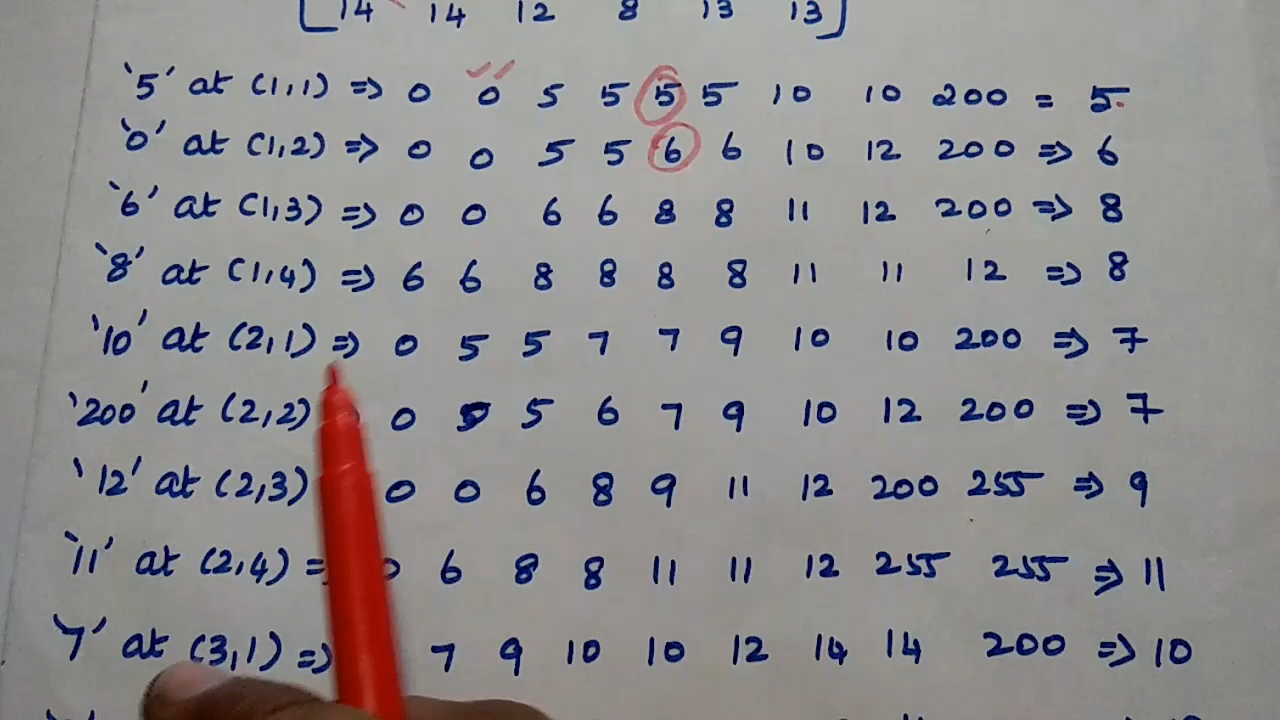 [14 14 12 8 13 13]
'5' at (1,1) => 0 0 5 5 5 5 10 10 200 = 5.
'0' at (1,2) => 0 0 5 5 6 6 10 12 200 => 6
'6' at (1,3) => 0 0 6 6 8 8 11 12 200 => 8
'8' at (1,4) => 6 6 8 8 8 8 11 11 12 => 8
'10' at (2,1) => 0 5 5 7 7 9 10 10 200 => 7
'200' at (2,2) 0 5 5 6 7 9 10 12 200 => 7
'12' at (2,3) 0 0 6 8 9 11 12 200 255 => 9
'11' at (2,4) = 0 6 8 8 11 11 12 255 255 => 11
'7' at (3,1) => 7 9 10 10 12 14 14 200 => 10